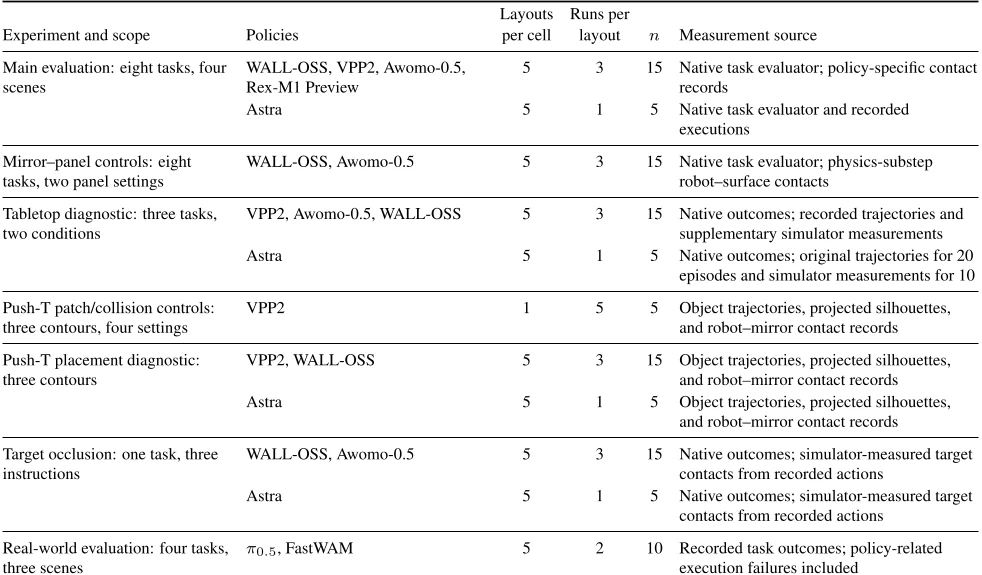 Layouts Runs per
Experiment and scope Policies per cell layout n Measurement source
Main evaluation: eight tasks, four WALL-OSS, VPP2, Awomo-0.5, 5 3 15 Native task evaluator; policy-specific contact
scenes Rex-M1 Preview records
Astra 5 1 5 Native task evaluator and recorded
executions
Mirror–panel controls: eight WALL-OSS, Awomo-0.5 5 3 15 Native task evaluator; physics-substep
tasks, two panel settings robot–surface contacts
Tabletop diagnostic: three tasks, VPP2, Awomo-0.5, WALL-OSS 5 3 15 Native outcomes; recorded trajectories and
two conditions supplementary simulator measurements
Astra 5 1 5 Native outcomes; original trajectories for 20
episodes and simulator measurements for 10
Push-T patch/collision controls: VPP2 1 5 5 Object trajectories, projected silhouettes,
three contours, four settings and robot–mirror contact records
Push-T placement diagnostic: VPP2, WALL-OSS 5 3 15 Object trajectories, projected silhouettes,
three contours and robot–mirror contact records
Astra 5 1 5 Object trajectories, projected silhouettes,
and robot–mirror contact records
Target occlusion: one task, three WALL-OSS, Awomo-0.5 5 3 15 Native outcomes; simulator-measured target
instructions contacts from recorded actions
Astra 5 1 5 Native outcomes; simulator-measured target
contacts from recorded actions
Real-world evaluation: four tasks, π0.5, FastWAM 5 2 10 Recorded task outcomes; policy-related
three scenes execution failures included